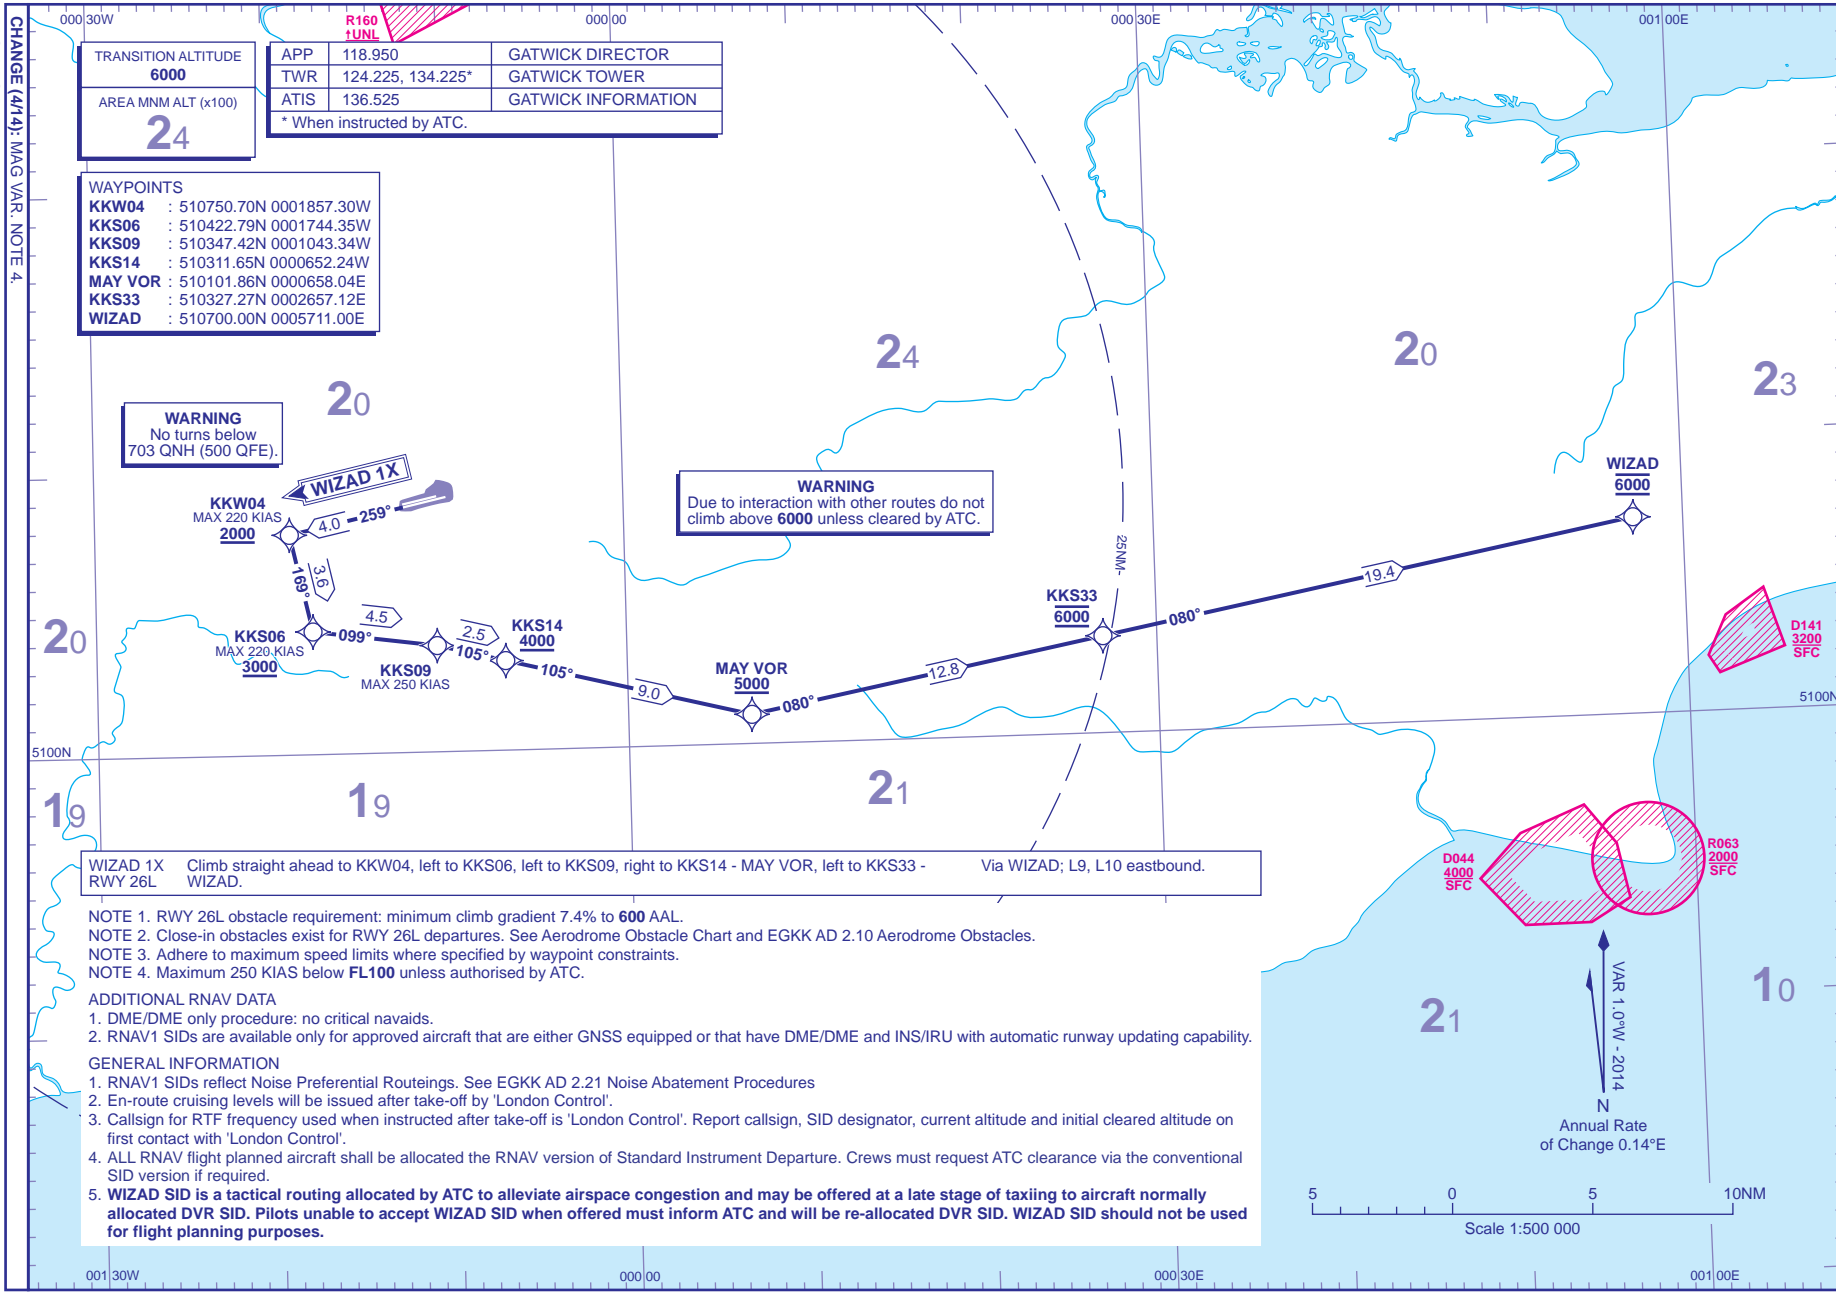 CHANGE (4/14): MAG VAR. NOTE 4.
000 30W
000 00
000 30E
001 00E
R160
↑UNL
TRANSITION ALTITUDE
6000
AREA MNM ALT (x100)
24
APP 118.950 GATWICK DIRECTOR
TWR 124.225, 134.225* GATWICK TOWER
ATIS 136.525 GATWICK INFORMATION
* When instructed by ATC.
WAYPOINTS
KKW04 : 510750.70N 0001857.30W
KKS06 : 510422.79N 0001744.35W
KKS09 : 510347.42N 0001043.34W
KKS14 : 510311.65N 0000652.24W
MAY VOR : 510101.86N 0000658.04E
KKS33 : 510327.27N 0002657.12E
WIZAD : 510700.00N 0005711.00E
24
20
23
20
WARNING
No turns below
703 QNH (500 QFE).
WIZAD 1X
KKW04
MAX 220 KIAS
2000
4.0
259°
WARNING
Due to interaction with other routes do not
climb above 6000 unless cleared by ATC.
WIZAD
6000
25NM
169°
3.6
20
KKS06
MAX 220 KIAS
3000
099°
4.5
KKS09
MAX 250 KIAS
2.5
105°
KKS14
4000
105°
9.0
MAY VOR
5000
080°
12.8
KKS33
6000
080°
19.4
D141
3200
SFC
5100N
5100N
19
19
21
D044
4000
SFC
R063
2000
SFC
WIZAD 1X Climb straight ahead to KKW04, left to KKS06, left to KKS09, right to KKS14 - MAY VOR, left to KKS33 - Via WIZAD; L9, L10 eastbound.
RWY 26L WIZAD.
NOTE 1. RWY 26L obstacle requirement: minimum climb gradient 7.4% to 600 AAL.
NOTE 2. Close-in obstacles exist for RWY 26L departures. See Aerodrome Obstacle Chart and EGKK AD 2.10 Aerodrome Obstacles.
NOTE 3. Adhere to maximum speed limits where specified by waypoint constraints.
NOTE 4. Maximum 250 KIAS below FL100 unless authorised by ATC.
ADDITIONAL RNAV DATA
1. DME/DME only procedure: no critical navaids.
2. RNAV1 SIDs are available only for approved aircraft that are either GNSS equipped or that have DME/DME and INS/IRU with automatic runway updating capability.
GENERAL INFORMATION
1. RNAV1 SIDs reflect Noise Preferential Routeings. See EGKK AD 2.21 Noise Abatement Procedures
2. En-route cruising levels will be issued after take-off by 'London Control'.
3. Callsign for RTF frequency used when instructed after take-off is 'London Control'. Report callsign, SID designator, current altitude and initial cleared altitude on
first contact with 'London Control'.
4. ALL RNAV flight planned aircraft shall be allocated the RNAV version of Standard Instrument Departure. Crews must request ATC clearance via the conventional
SID version if required.
5. WIZAD SID is a tactical routing allocated by ATC to alleviate airspace congestion and may be offered at a late stage of taxiing to aircraft normally
allocated DVR SID. Pilots unable to accept WIZAD SID when offered must inform ATC and will be re-allocated DVR SID. WIZAD SID should not be used
for flight planning purposes.
21
10
VAR 1.0°W - 2014
N
Annual Rate
of Change 0.14°E
5 0 5 10NM
Scale 1:500 000
001 30W
000 00
000 30E
001 00E